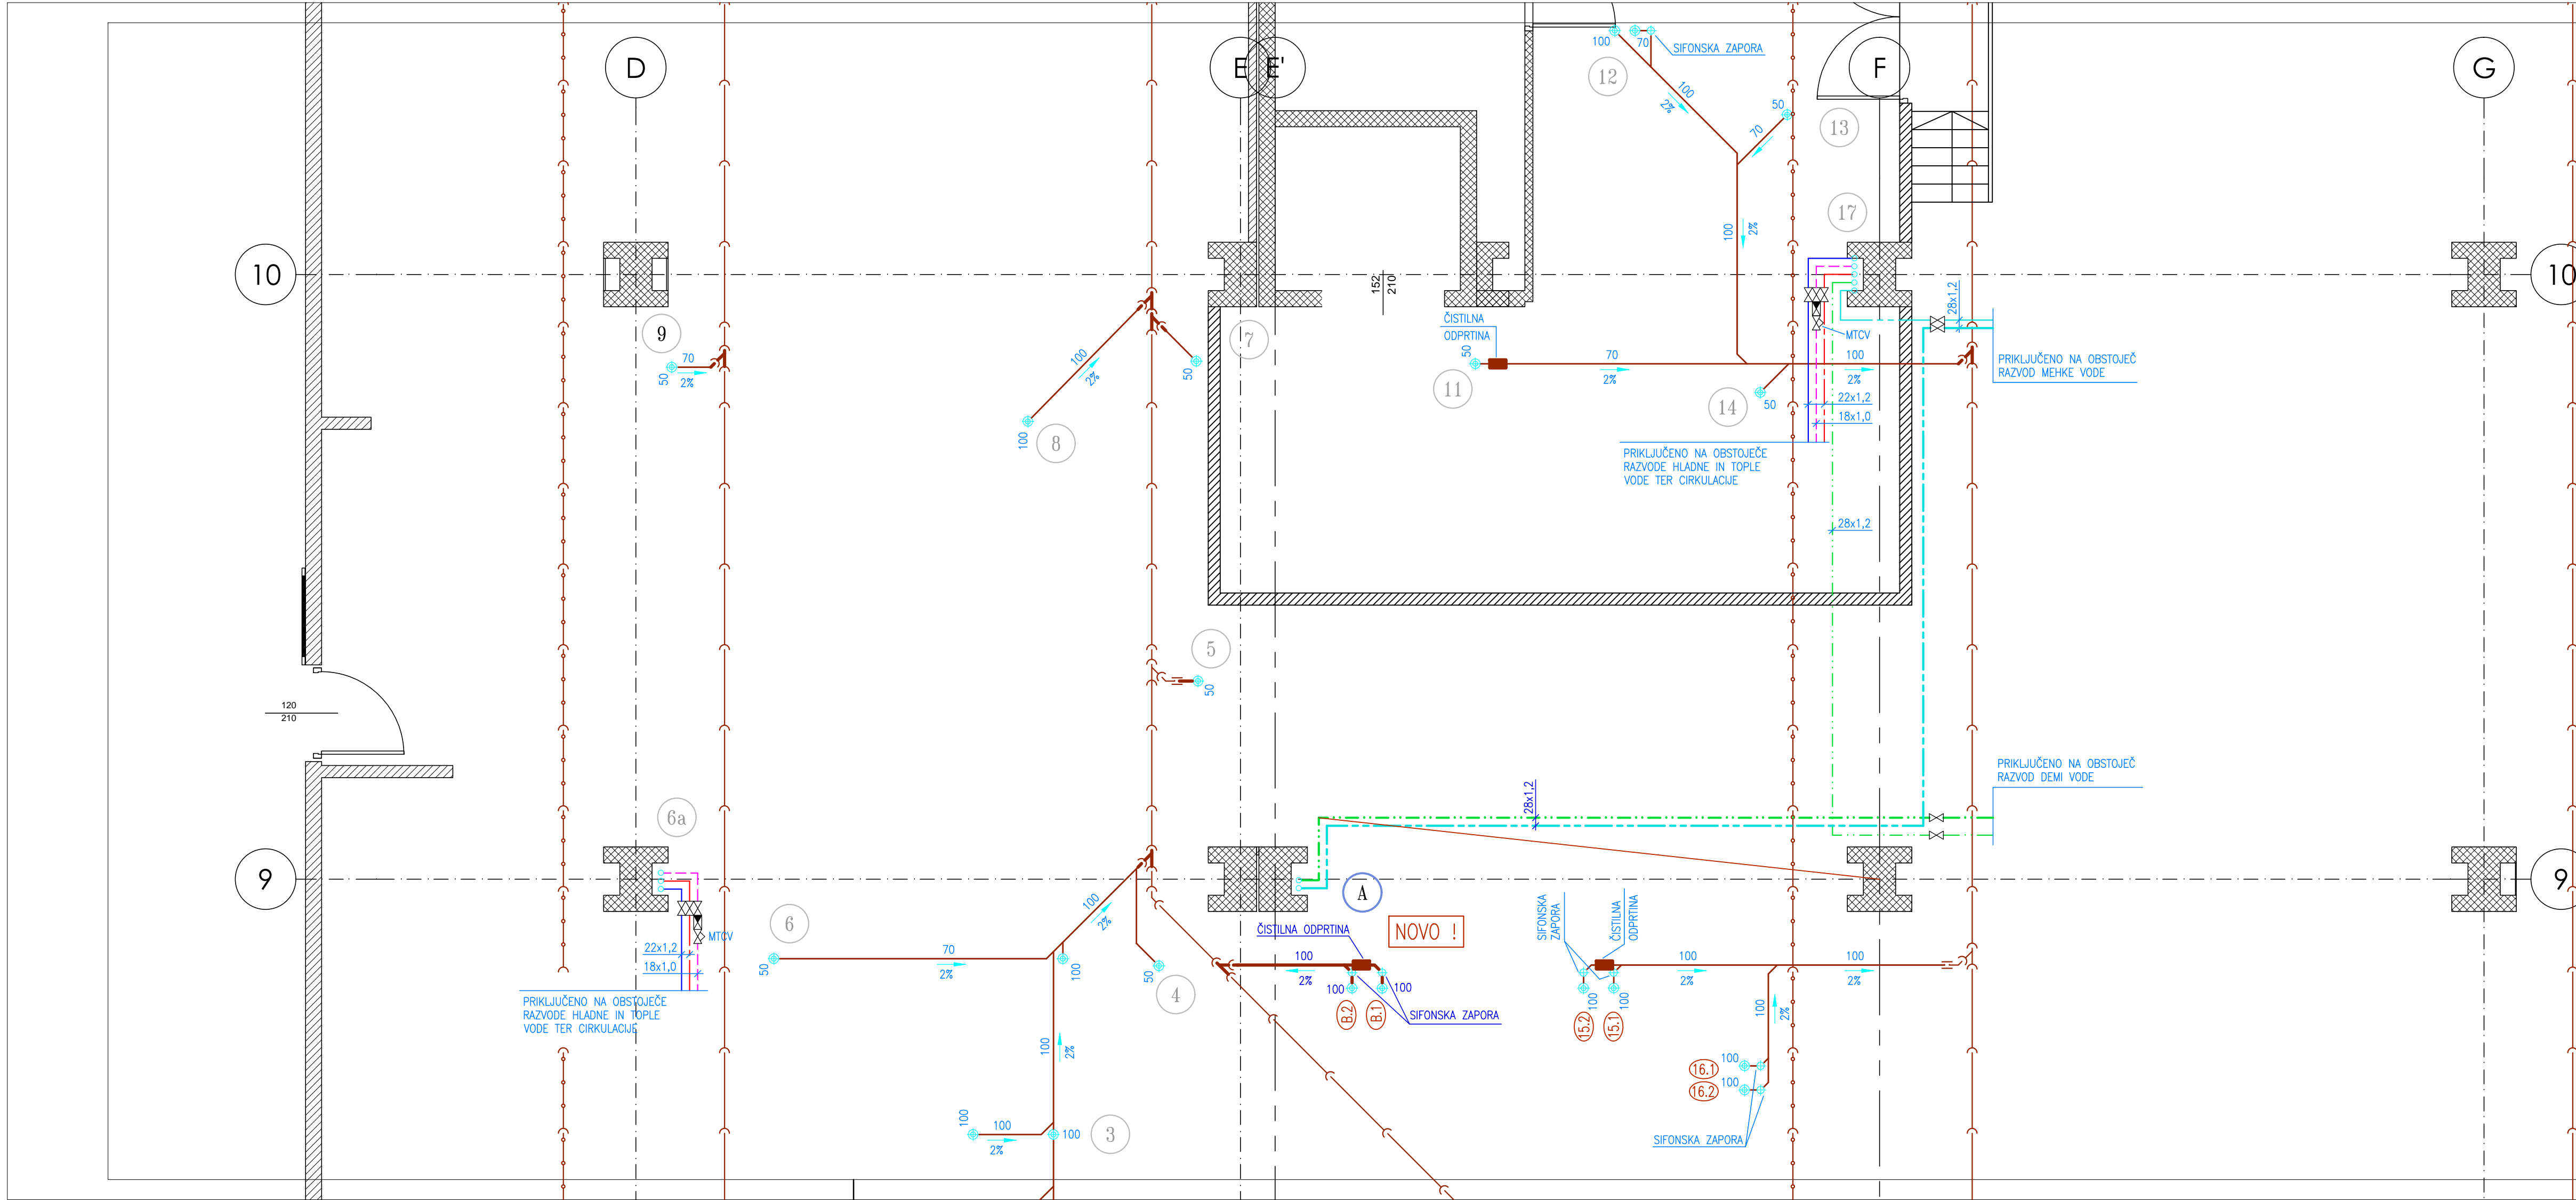 D
E
E'
F
G
100
70
SIFONSKA ZAPORA
12
100
2%
50
70
13
17
100
2%
10
10
152
210
28x1,2
ČISTILNA
ODPRTINA
MTCV
9
7
70
2%
50
100
2%
50
50
70
2%
100
2%
PRIKLJUČENO NA OBSTOJEČ
RAZVOD MEHKE VODE
11
14
50
22x1,2
18x1,0
8
100
PRIKLJUČENO NA OBSTOJEČE
RAZVODE HLADNE IN TOPLE
VODE TER CIRKULACIJE
28x1,2
5
50
120
210
PRIKLJUČENO NA OBSTOJEČ
RAZVOD DEMI VODE
28x1,2
6a
9
9
A
100
2%
6
MTCV
22x1,2
18x1,0
ČISTILNA ODPRTINA
NOVO !
SIFONSKA
ZAPORA
ČISTILNA
ODPRTINA
50
70
2%
100
50
4
100
2%
100
100
100
2%
100
2%
PRIKLJUČENO NA OBSTOJEČE
RAZVODE HLADNE IN TOPLE
VODE TER CIRKULACIJE
B.2
B.1
SIFONSKA ZAPORA
100
100
15.2
15.1
100
2%
100
2%
16.1
100
16.2
100
100
100
2%
100
3
SIFONSKA ZAPORA